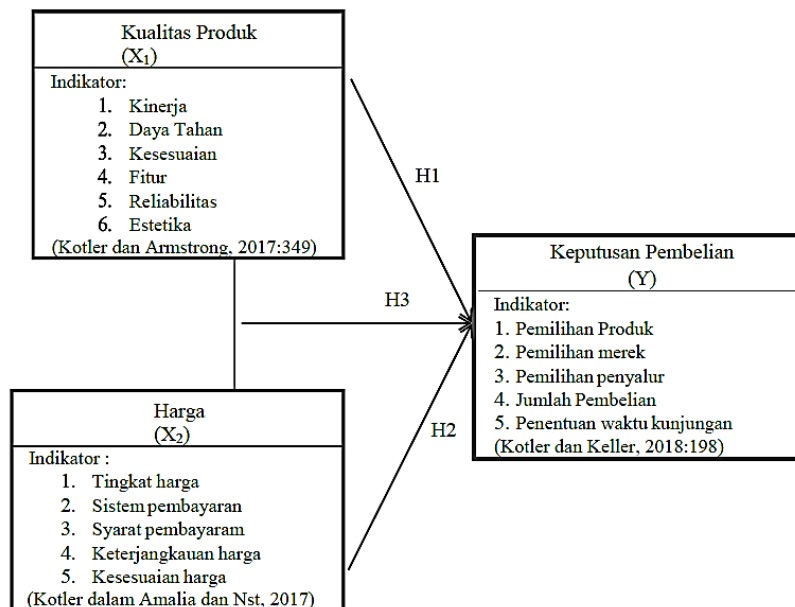 Kualitas Produk
(X₁)
Indikator:
1. Kinerja
2. Daya Tahan
3. Kesesuaian
4. Fitur
5. Reliabilitas
6. Estetika
(Kotler dan Armstrong, 2017:349)
H1
H3
H2
Keputusan Pembelian
(Y)
Indikator:
1. Pemilihan Produk
2. Pemilihan merek
3. Pemilihan penyalur
4. Jumlah Pembelian
5. Penentuan waktu kunjungan
(Kotler dan Keller, 2018:198)
Harga
(X₂)
Indikator :
1. Tingkat harga
2. Sistem pembayaran
3. Syarat pembayaram
4. Keterjangkauan harga
5. Kesesuaian harga
(Kotler dalam Amalia dan Nst, 2017)